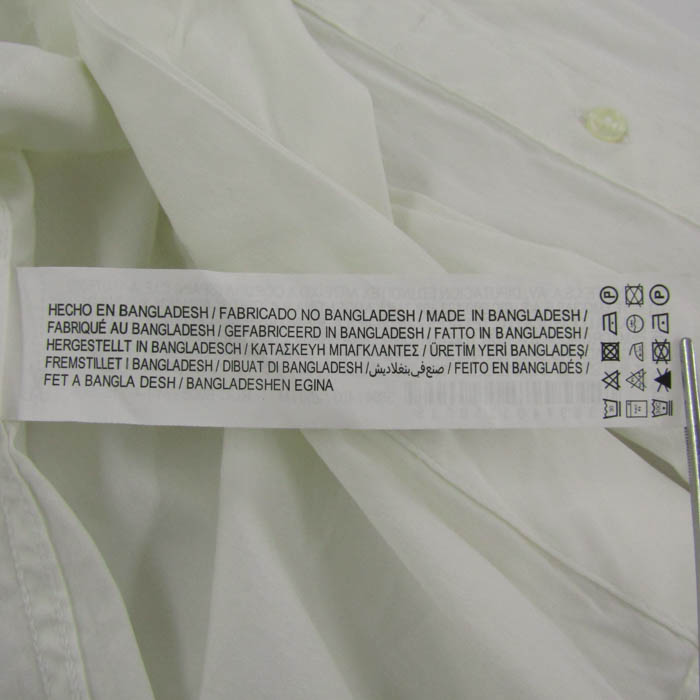 HECHO EN BANGLADESH / FABRICADO NO BANGLADESH / MADE IN BANGLADESH /
FABRIQUÉ AU BANGLADESH / GEFABRICEERD IN BANGLADESH / FATTO IN BANGLADESH /
HERGESTELLT IN BANGLADESCH / ΚΑΤΑΣΚΕΥΗ ΜΠΑΓΚΛΑΝΤΕΣ / ÜRETİM YERİ BANGLADEŞ/
FREMSTILLET I BANGLADESH / DIBUAT DI BANGLADESH /صنع في بنغلاديش / FEITO EN BANGLADÉS /
FET A BANGLA DESH / BANGLADESHEN EGINA